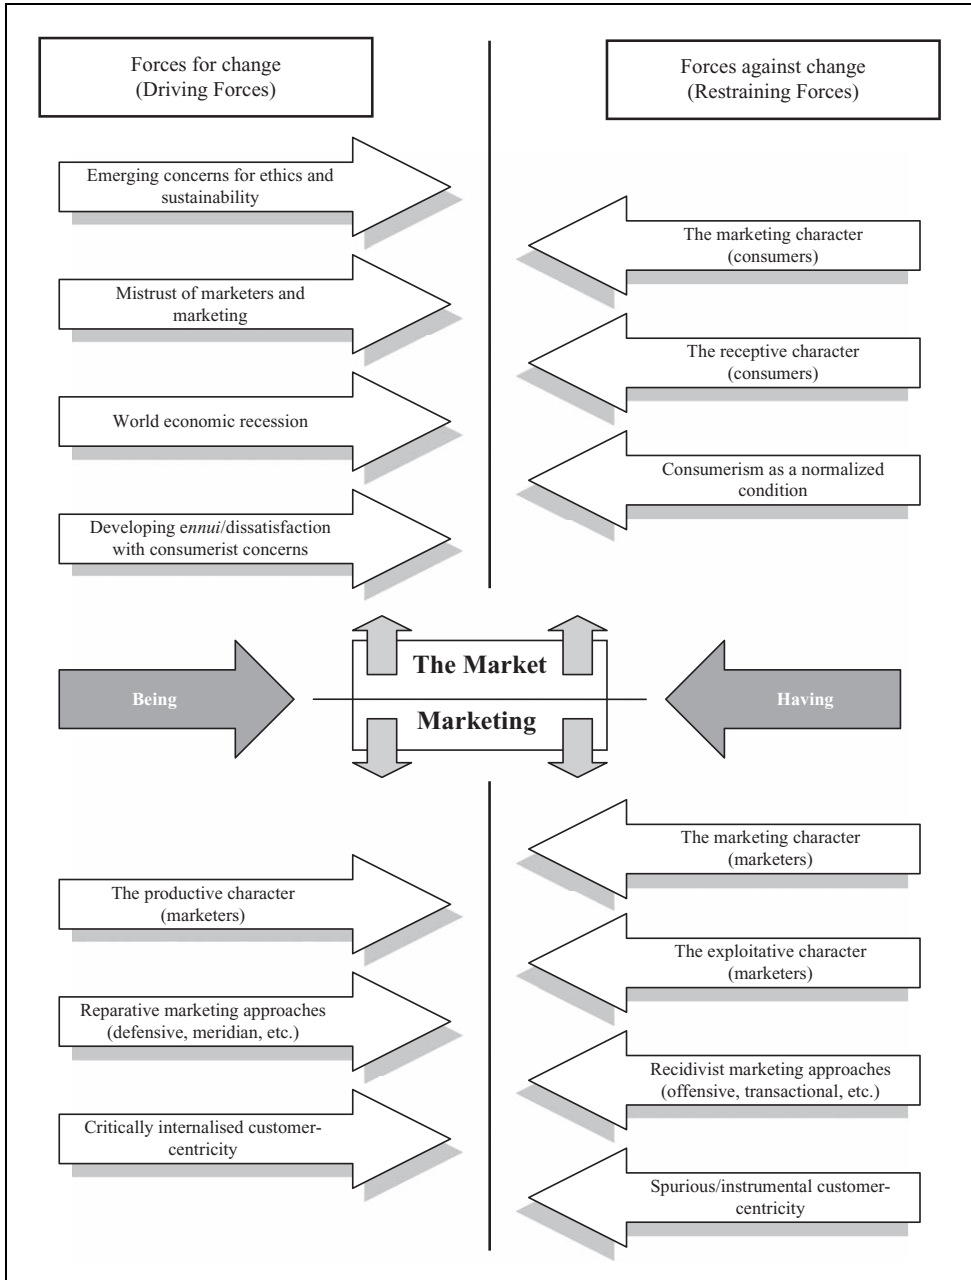 Forces for change
(Driving Forces)
Forces against change
(Restraining Forces)
Emerging concerns for ethics and
sustainability
Mistrust of marketers and
marketing
World economic recession
Developing ennui/dissatisfaction
with consumerist concerns
The marketing character
(consumers)
The receptive character
(consumers)
Consumerism as a normalized
condition
Being
The Market
Marketing
Having
The productive character
(marketers)
Reparative marketing approaches
(defensive, meridian, etc.)
Critically internalised customer-
centricity
The marketing character
(marketers)
The exploitative character
(marketers)
Recidivist marketing approaches
(offensive, transactional, etc.)
Spurious/instrumental customer-
centricity